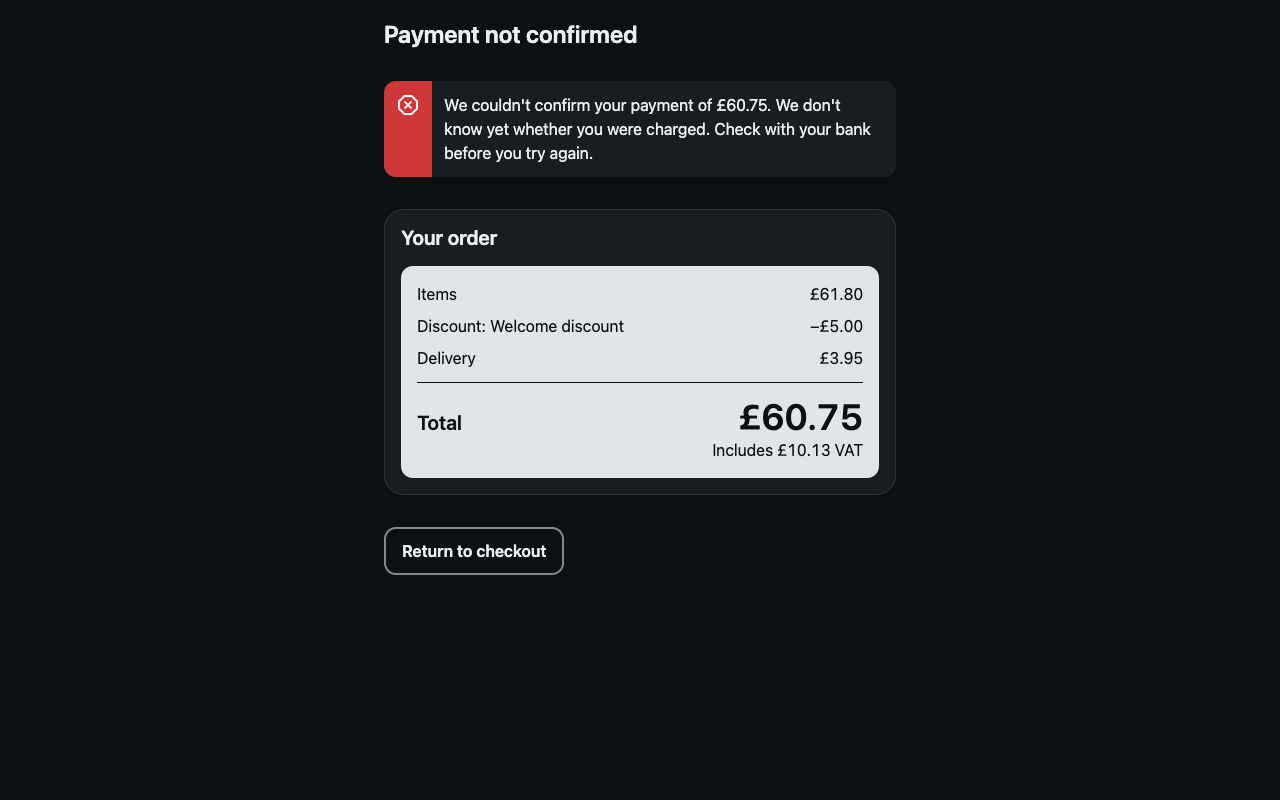 Payment not confirmed
We couldn't confirm your payment of £60.75. We don't
know yet whether you were charged. Check with your bank
before you try again.
Your order
Items £61.80
Discount: Welcome discount −£5.00
Delivery £3.95
Total £60.75
Includes £10.13 VAT
Return to checkout